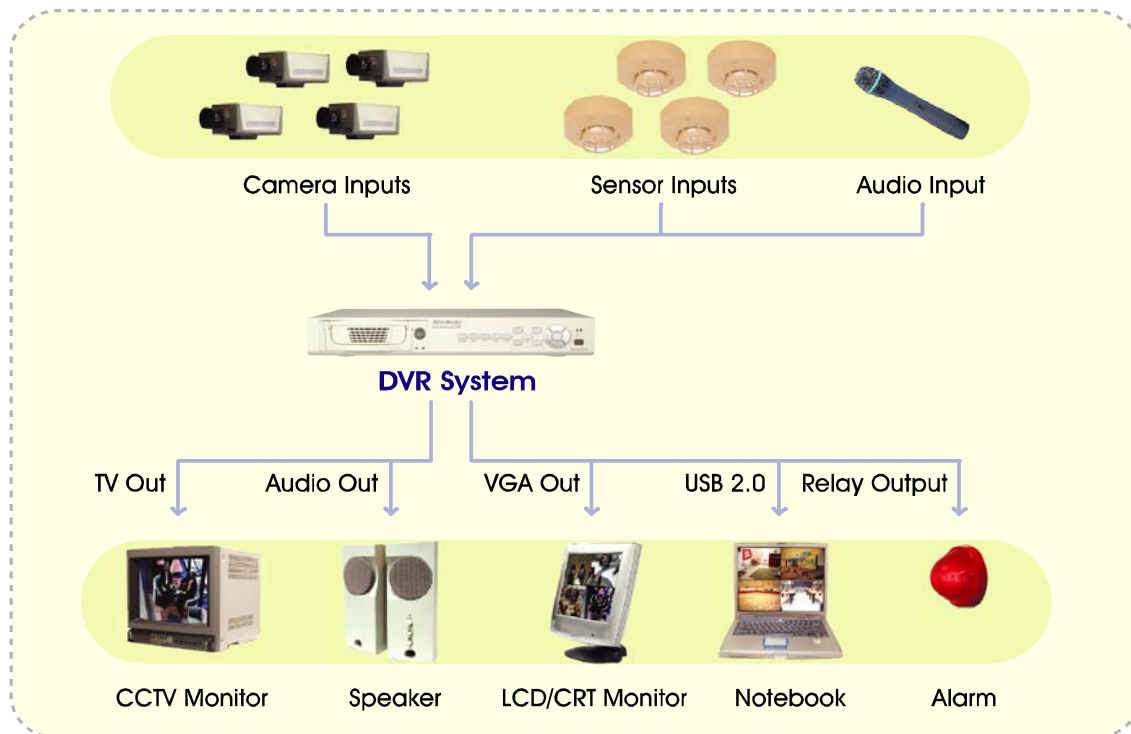 Camera Inputs
Sensor Inputs
Audio Input
DVR System
TV Out
Audio Out
VGA Out
USB 2.0
Relay Output
CCTV Monitor
Speaker
LCD/CRT Monitor
Notebook
Alarm